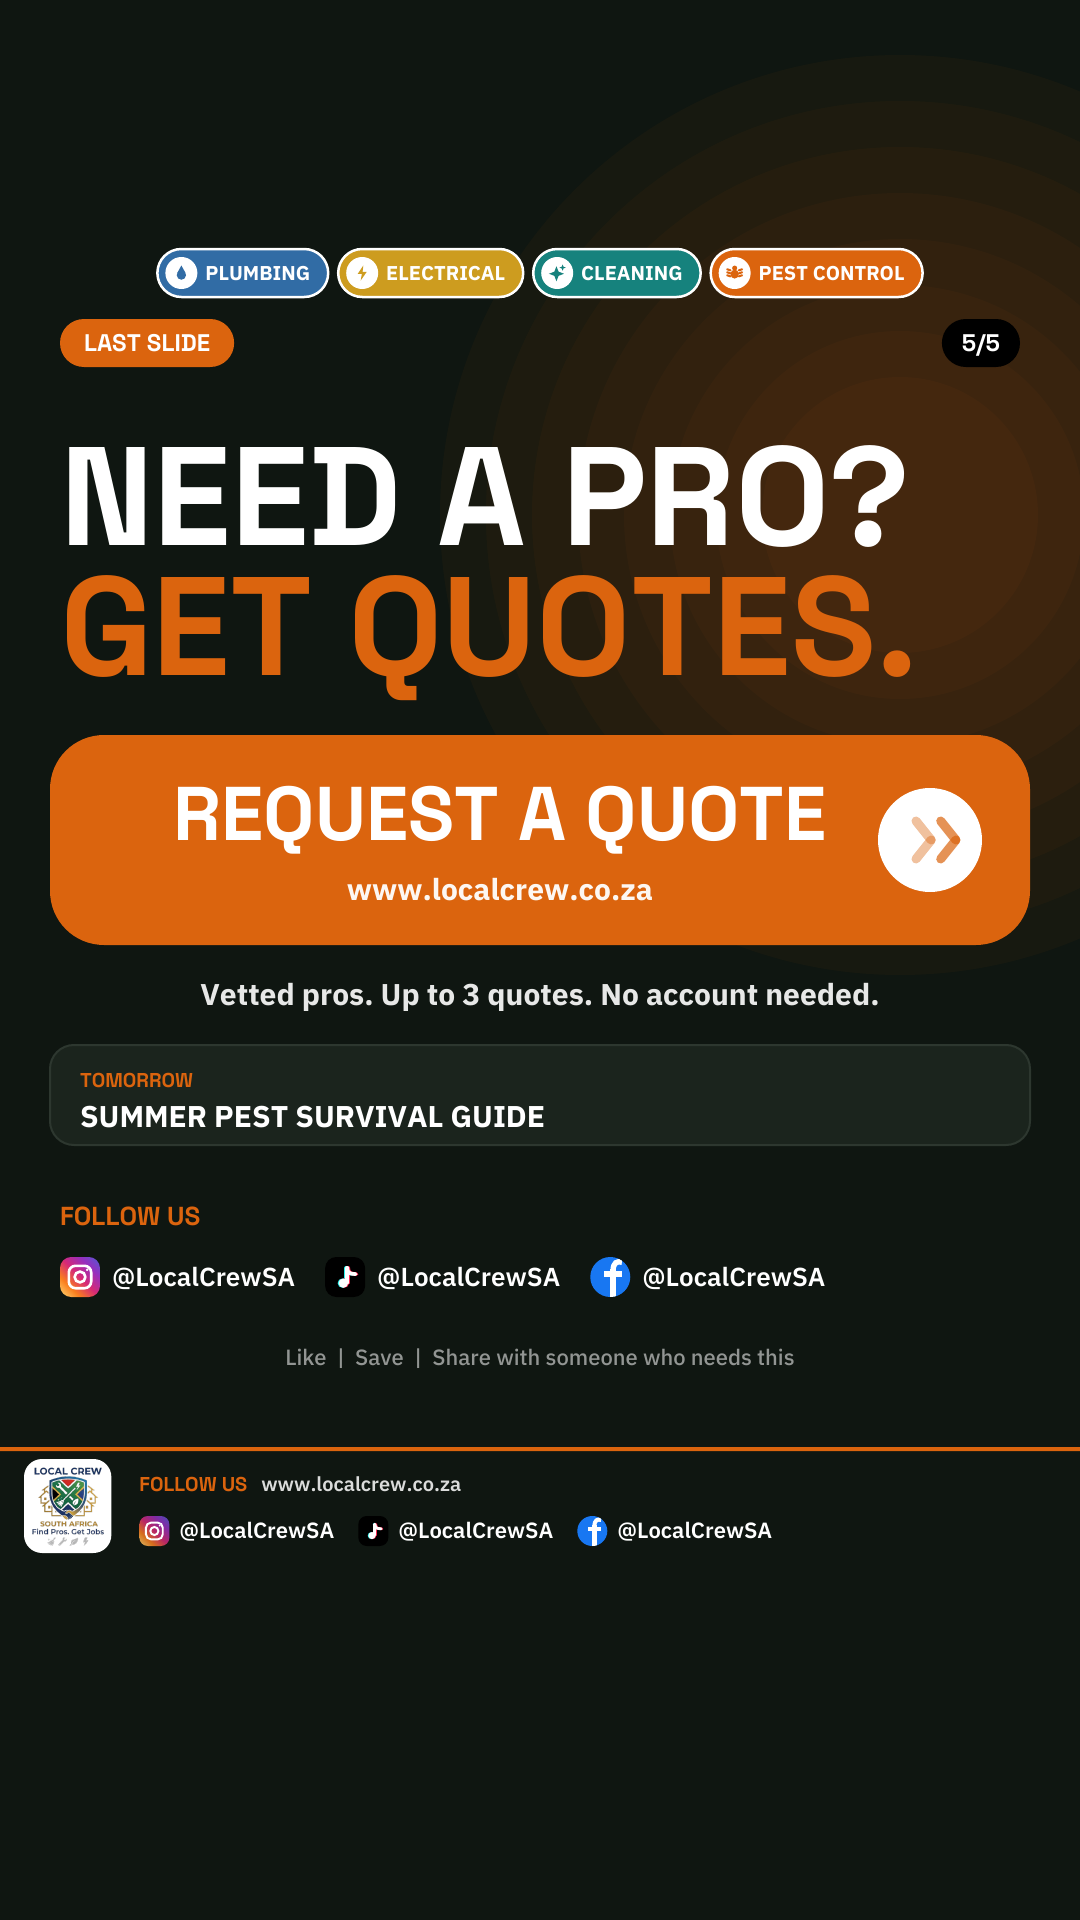 PLUMBING ELECTRICAL CLEANING PEST CONTROL
LAST SLIDE 5/5
NEED A PRO?
GET QUOTES.
REQUEST A QUOTE
www.localcrew.co.za
Vetted pros. Up to 3 quotes. No account needed.
TOMORROW
SUMMER PEST SURVIVAL GUIDE
FOLLOW US
@LocalCrewSA @LocalCrewSA @LocalCrewSA
Like | Save | Share with someone who needs this
LOCAL CREW
SOUTH AFRICA
Find Pros. Get Jobs
FOLLOW US www.localcrew.co.za
@LocalCrewSA @LocalCrewSA @LocalCrewSA